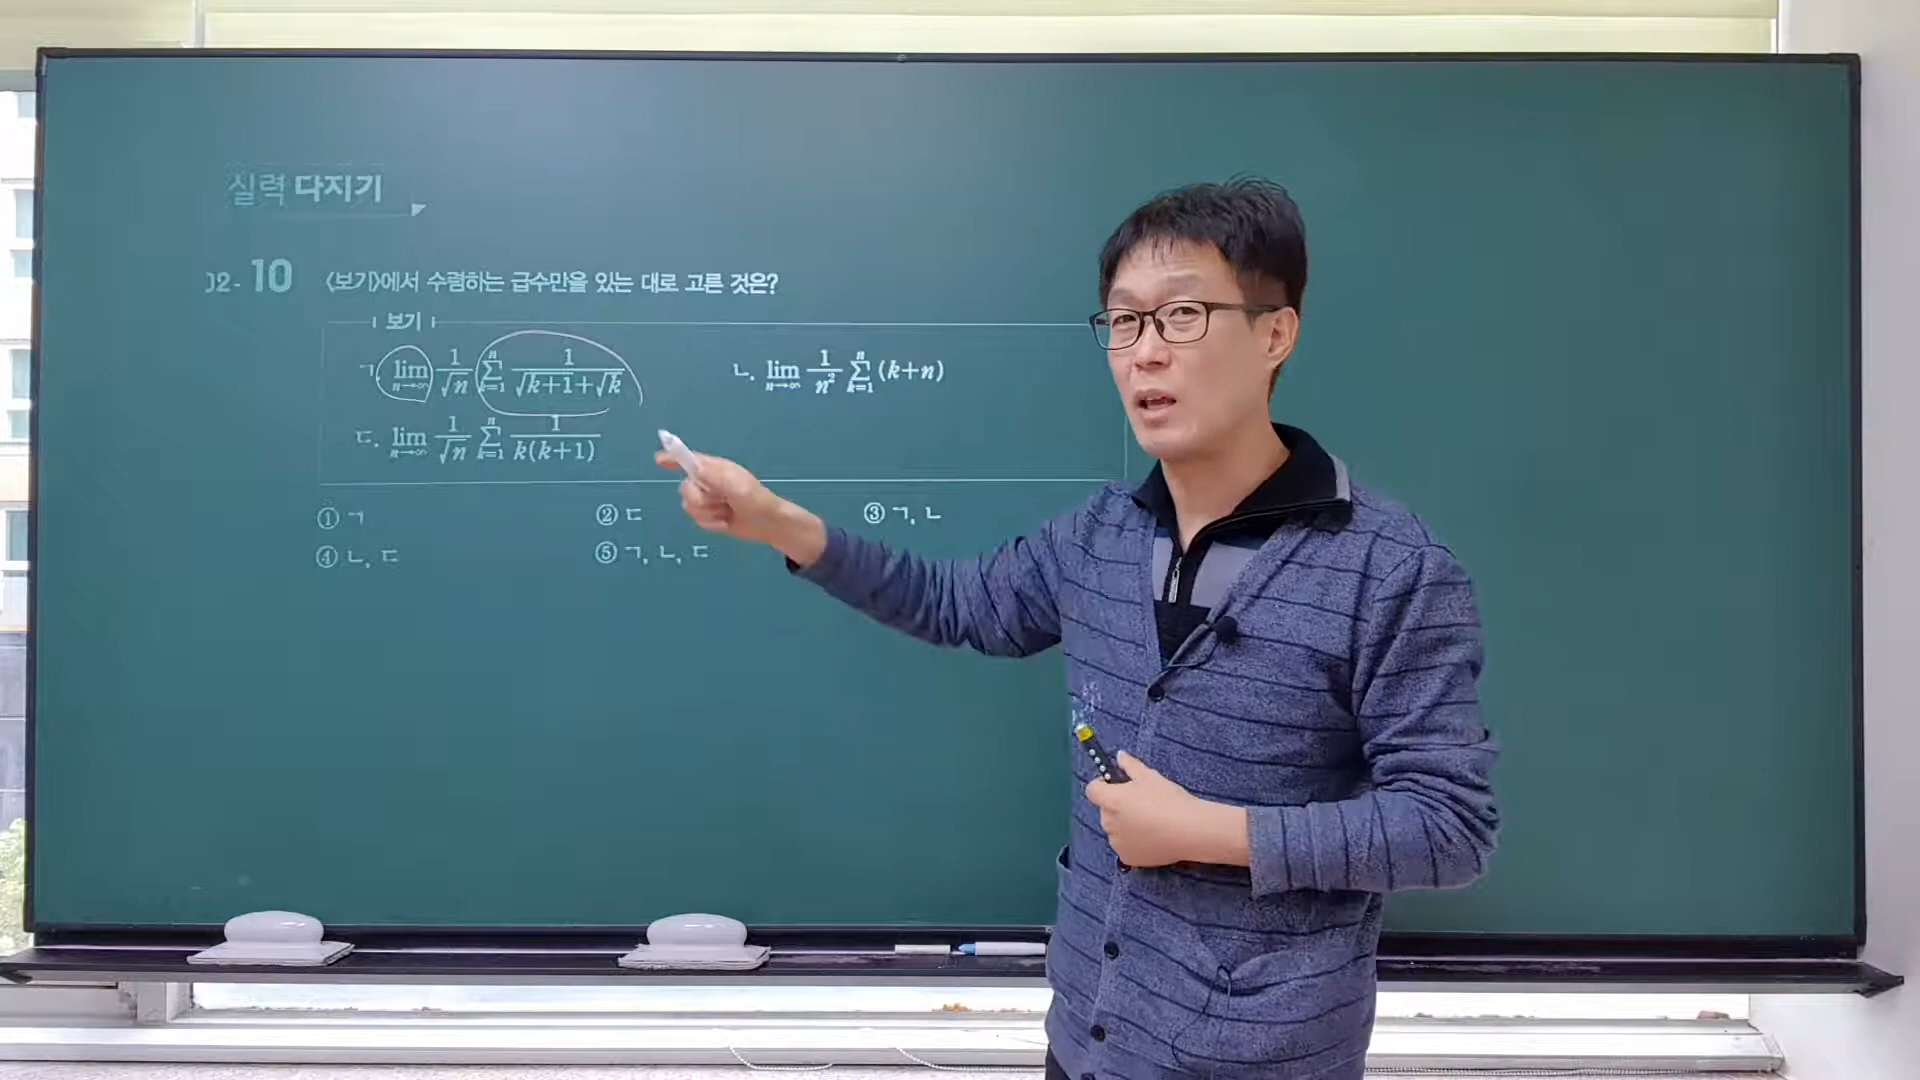 실력 다지기
02-10 〈보기〉에서 수렴하는 급수만을 있는 대로 고른 것은?
보기
ㄱ. lim_{n→∞} 1/√n ∑_{k=1}^{n} 1/(√(k+1)+√k)
ㄴ. lim_{n→∞} 1/n² ∑_{k=1}^{n} (k+n)
ㄷ. lim_{n→∞} 1/√n ∑_{k=1}^{n} 1/(k(k+1))
① ㄱ ② ㄷ ③ ㄱ, ㄴ
④ ㄴ, ㄷ ⑤ ㄱ, ㄴ, ㄷ